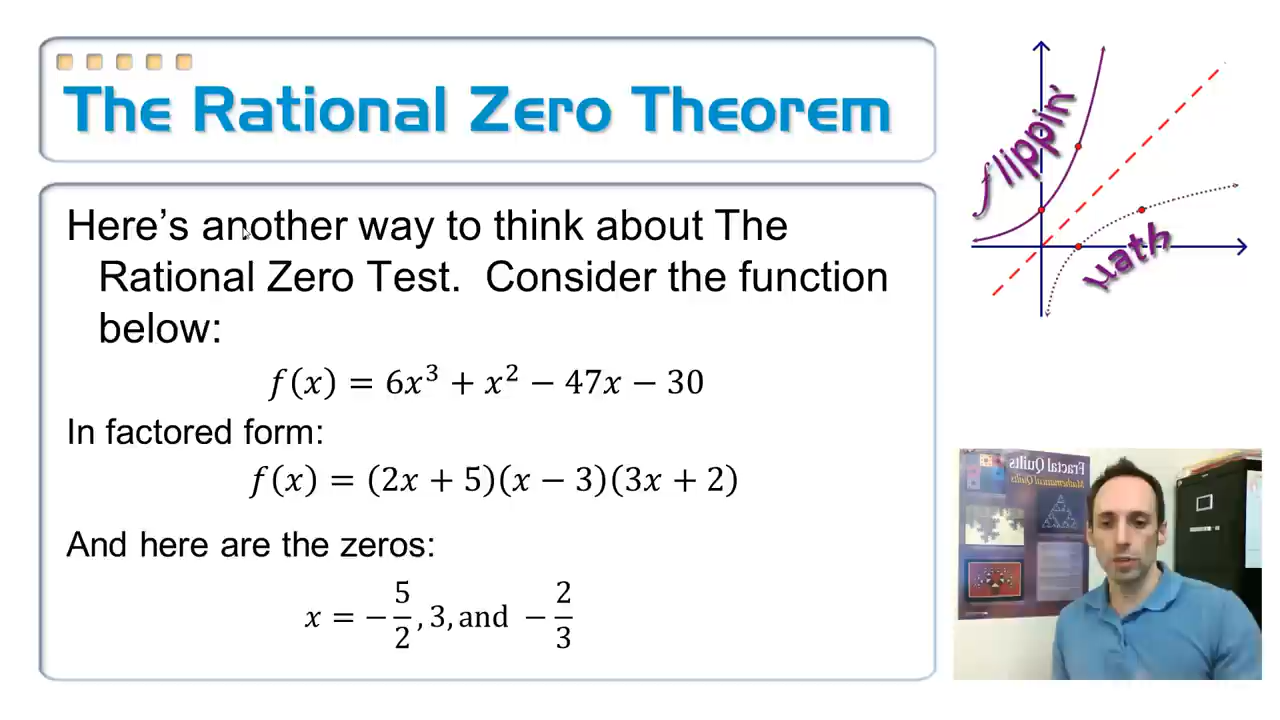 The Rational Zero Theorem
Here's another way to think about The
Rational Zero Test. Consider the function
below:
f(x) = 6x³ + x² − 47x − 30
In factored form:
f(x) = (2x + 5)(x − 3)(3x + 2)
And here are the zeros:
x = −5/2, 3, and −2/3
flippin'
math
Fractal Quilts
Mathematical Quilts